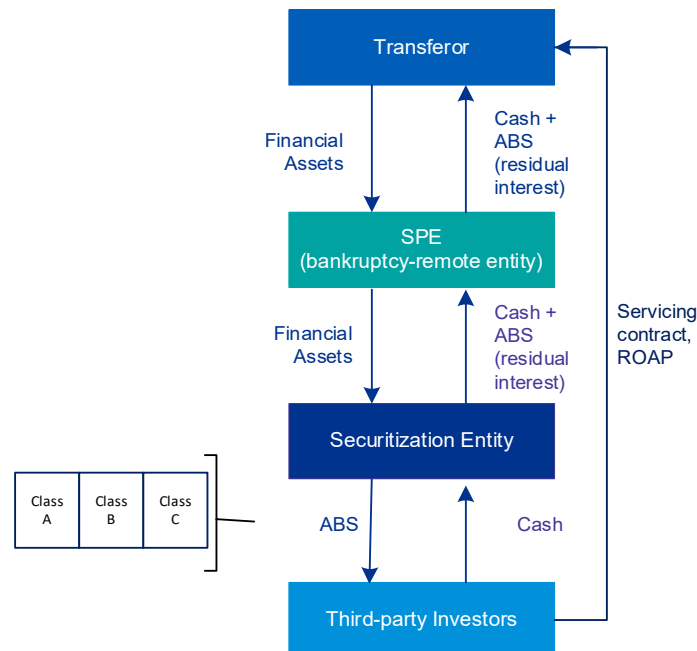 Transferor
Financial
Assets
Cash +
ABS
(residual
interest)
SPE
(bankruptcy-remote entity)
Financial
Assets
Cash +
ABS
(residual
interest)
Servicing
contract,
ROAP
Securitization Entity
Class
A
Class
B
Class
C
ABS
Cash
Third-party Investors